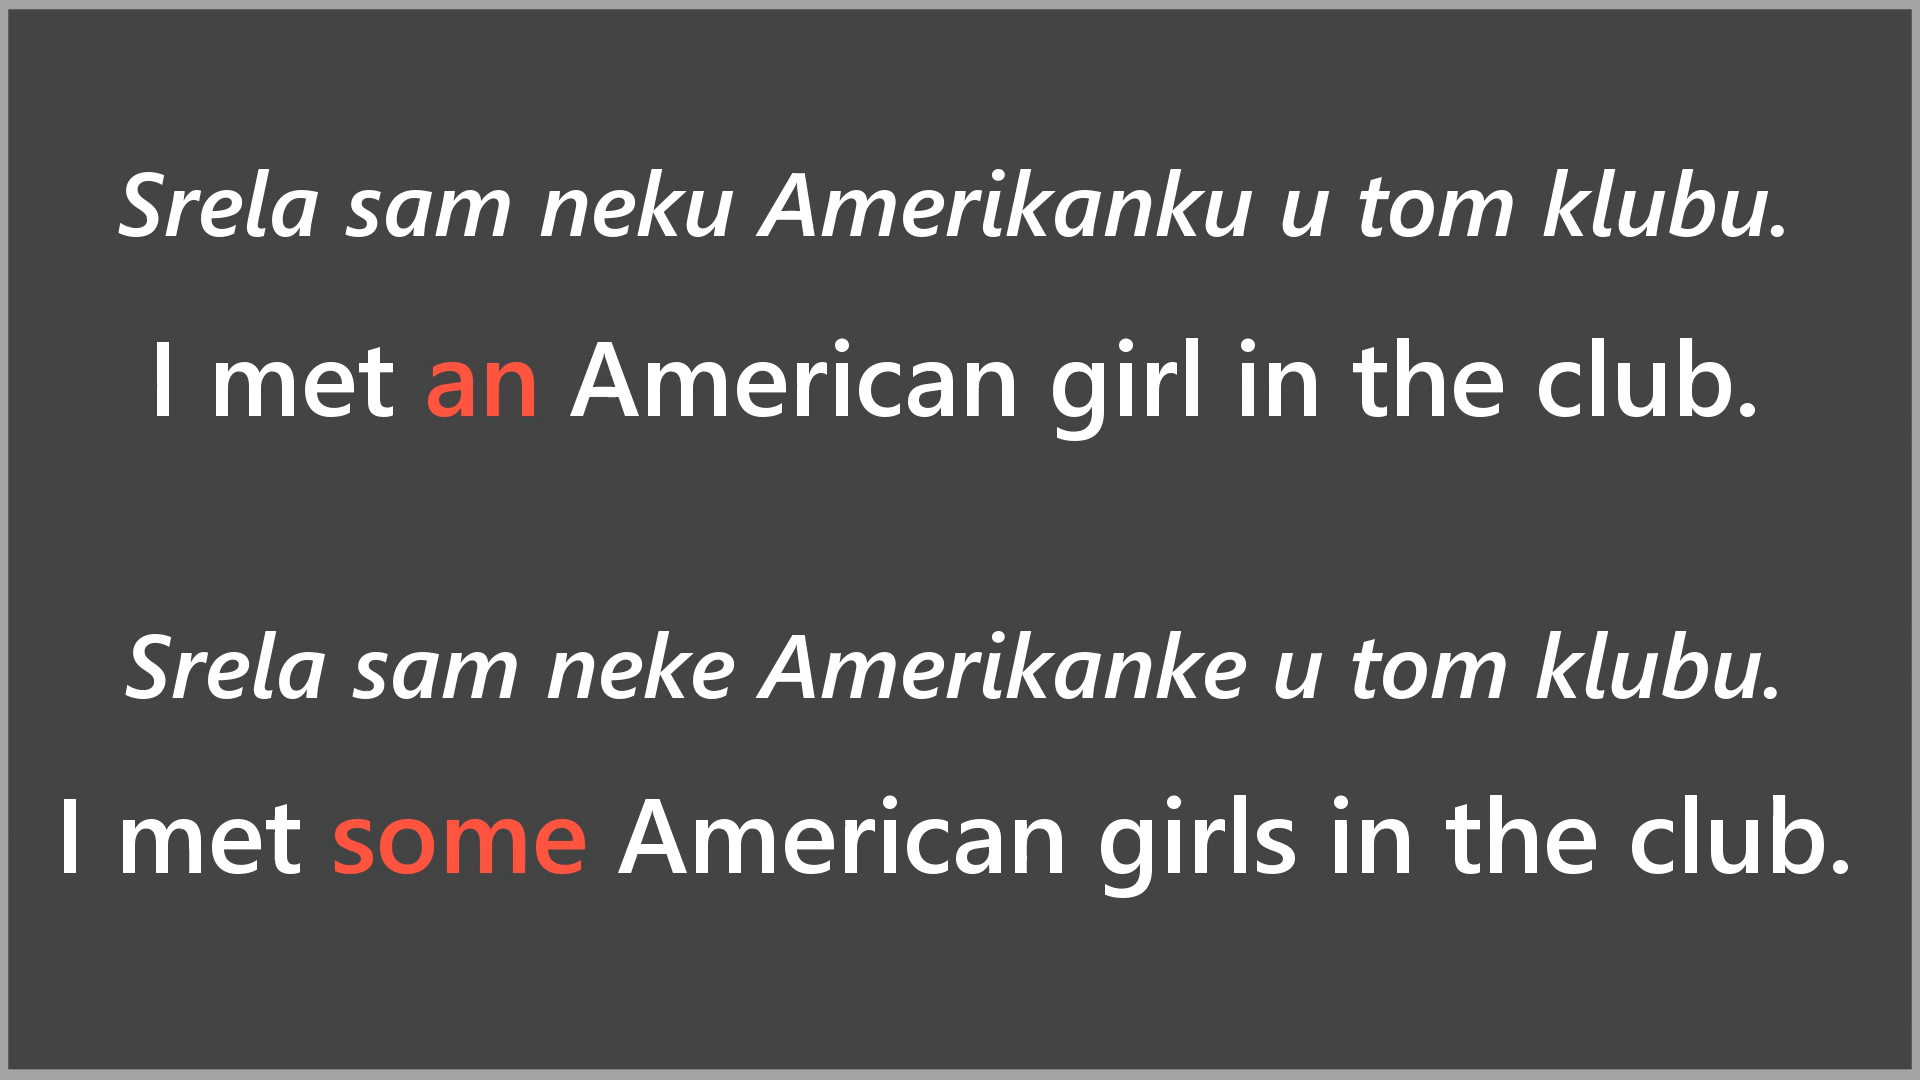 Srela sam neku Amerikanku u tom klubu.
I met an American girl in the club.
Srela sam neke Amerikanke u tom klubu.
I met some American girls in the club.